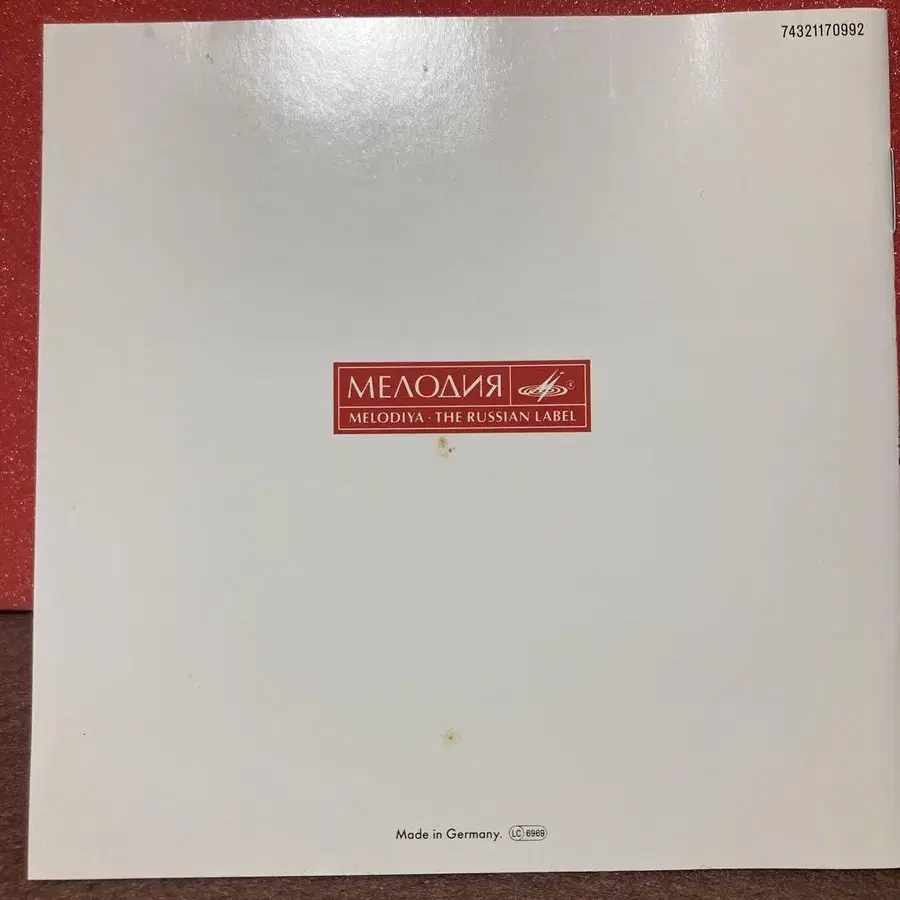 74321170992
МЕЛОДИЯ
MELODIYA · THE RUSSIAN LABEL
Made in Germany. LC 6969